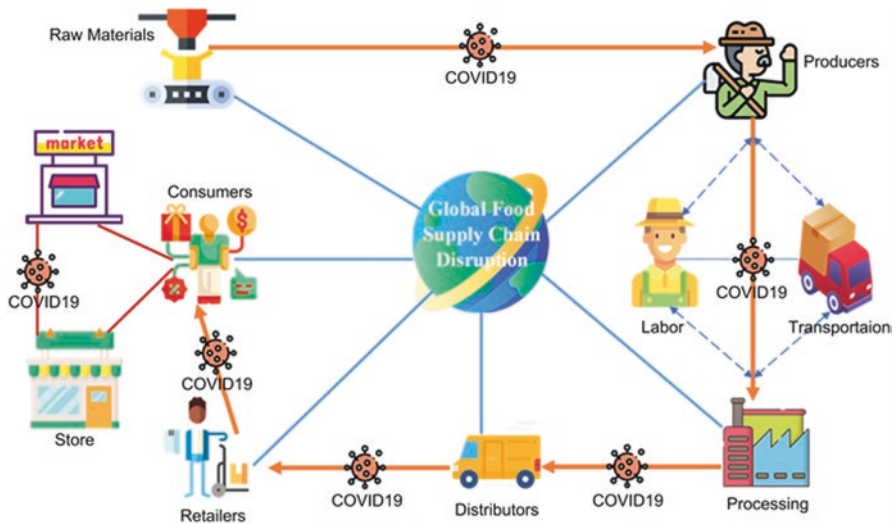 Raw Materials
COVID19
Producers
market
Consumers
Global Food
Supply Chain
Disruption
COVID19
COVID19
Labor
Transportaion
COVID19
Store
COVID19
COVID19
Retailers
Distributors
COVID19
Processing